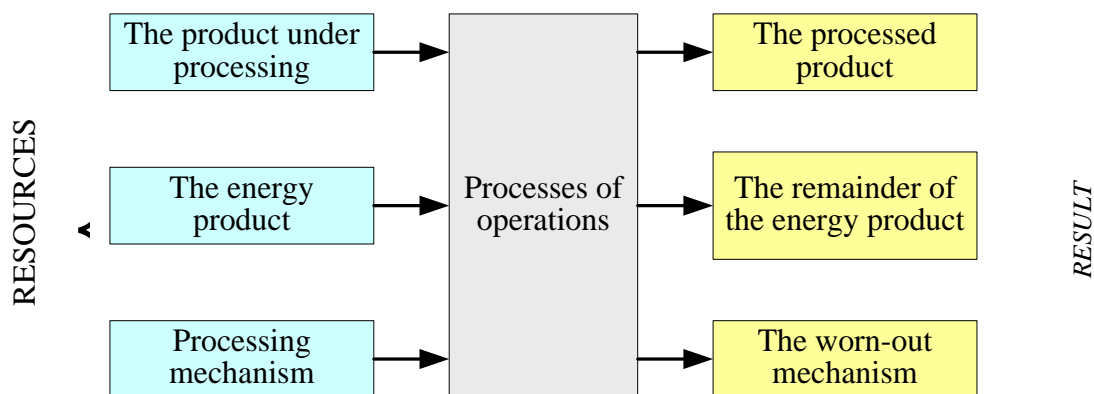 RESOURCES
The product under
processing
The energy
product
Processing
mechanism
Processes of
operations
The processed
product
The remainder of
the energy product
The worn-out
mechanism
RESULT